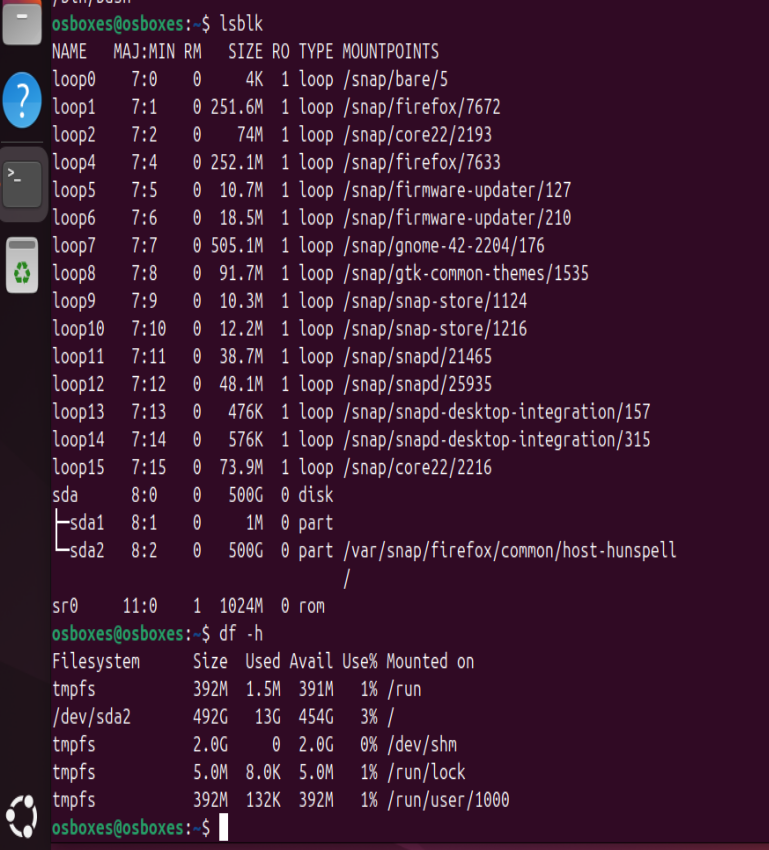 /bin/bash
osboxes@osboxes:~$ lsblk
NAME   MAJ:MIN RM   SIZE RO TYPE MOUNTPOINTS
loop0    7:0    0     4K  1 loop /snap/bare/5
loop1    7:1    0 251.6M  1 loop /snap/firefox/7672
loop2    7:2    0    74M  1 loop /snap/core22/2193
loop4    7:4    0 252.1M  1 loop /snap/firefox/7633
loop5    7:5    0  10.7M  1 loop /snap/firmware-updater/127
loop6    7:6    0  18.5M  1 loop /snap/firmware-updater/210
loop7    7:7    0 505.1M  1 loop /snap/gnome-42-2204/176
loop8    7:8    0  91.7M  1 loop /snap/gtk-common-themes/1535
loop9    7:9    0  10.3M  1 loop /snap/snap-store/1124
loop10   7:10   0  12.2M  1 loop /snap/snap-store/1216
loop11   7:11   0  38.7M  1 loop /snap/snapd/21465
loop12   7:12   0  48.1M  1 loop /snap/snapd/25935
loop13   7:13   0   476K  1 loop /snap/snapd-desktop-integration/157
loop14   7:14   0   576K  1 loop /snap/snapd-desktop-integration/315
loop15   7:15   0  73.9M  1 loop /snap/core22/2216
sda      8:0    0   500G  0 disk
├─sda1   8:1    0     1M  0 part
└─sda2   8:2    0   500G  0 part /var/snap/firefox/common/host-hunspell
                                 /
sr0     11:0    1  1024M  0 rom
osboxes@osboxes:~$ df -h
Filesystem      Size  Used Avail Use% Mounted on
tmpfs           392M  1.5M  391M   1% /run
/dev/sda2       492G   13G  454G   3% /
tmpfs           2.0G     0  2.0G   0% /dev/shm
tmpfs           5.0M  8.0K  5.0M   1% /run/lock
tmpfs           392M  132K  392M   1% /run/user/1000
osboxes@osboxes:~$